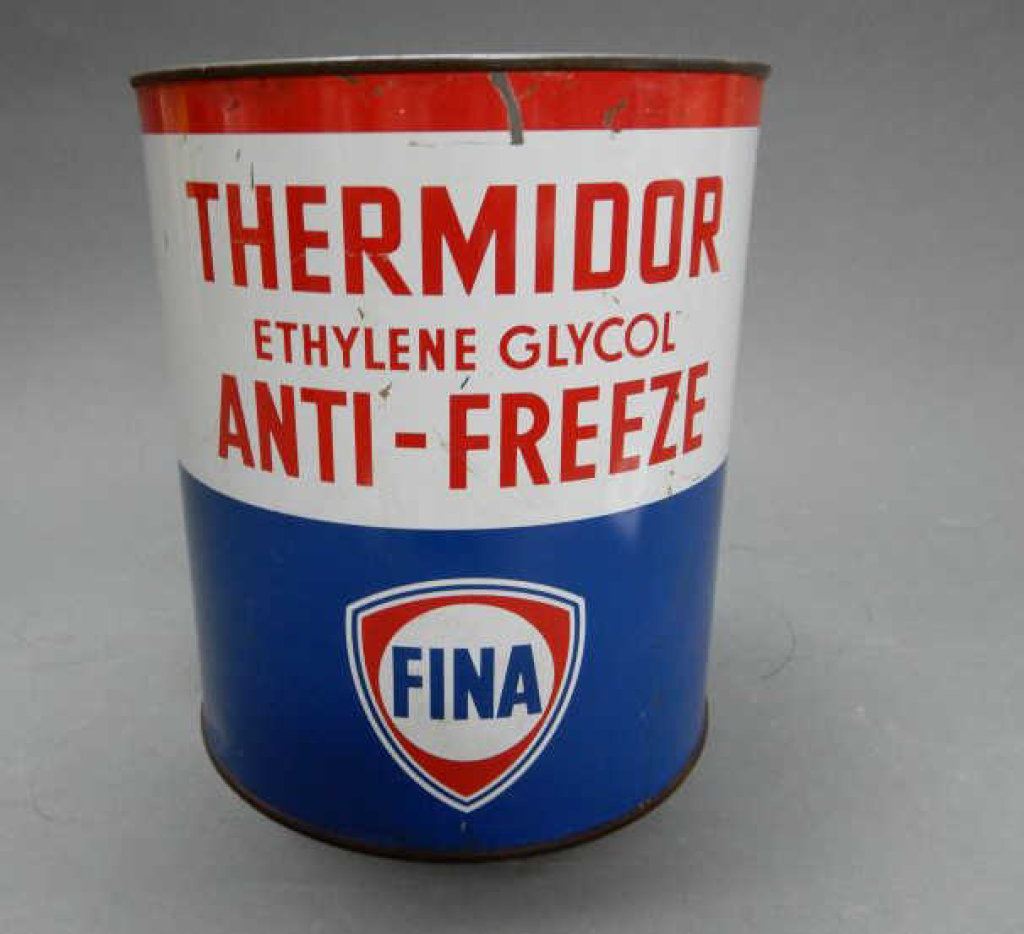 THERMIDOR
ETHYLENE GLYCOL
ANTI-FREEZE
FINA